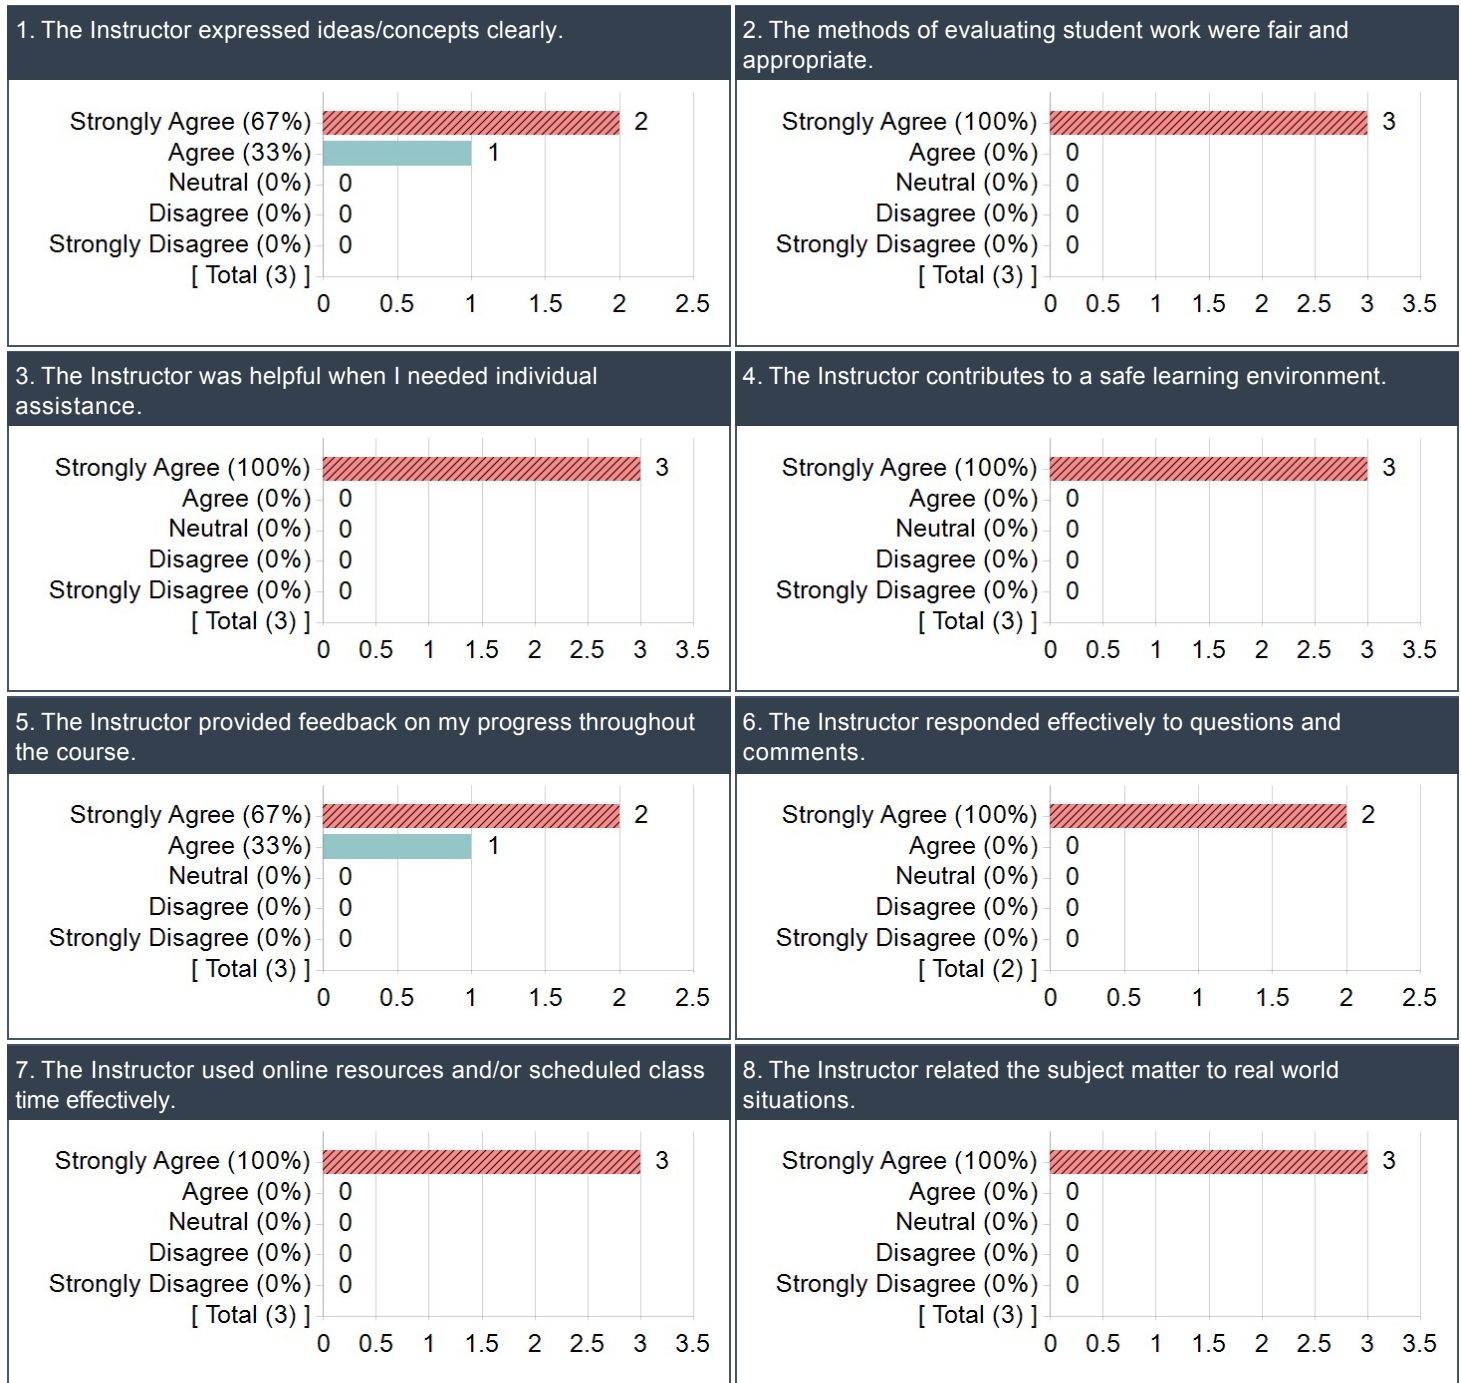 1. The Instructor expressed ideas/concepts clearly.
Strongly Agree (67%) 2
Agree (33%) 1
Neutral (0%) 0
Disagree (0%) 0
Strongly Disagree (0%) 0
[ Total (3) ]
0 0.5 1 1.5 2 2.5
2. The methods of evaluating student work were fair and
appropriate.
Strongly Agree (100%) 3
Agree (0%) 0
Neutral (0%) 0
Disagree (0%) 0
Strongly Disagree (0%) 0
[ Total (3) ]
0 0.5 1 1.5 2 2.5 3 3.5
3. The Instructor was helpful when I needed individual
assistance.
Strongly Agree (100%) 3
Agree (0%) 0
Neutral (0%) 0
Disagree (0%) 0
Strongly Disagree (0%) 0
[ Total (3) ]
0 0.5 1 1.5 2 2.5 3 3.5
4. The Instructor contributes to a safe learning environment.
Strongly Agree (100%) 3
Agree (0%) 0
Neutral (0%) 0
Disagree (0%) 0
Strongly Disagree (0%) 0
[ Total (3) ]
0 0.5 1 1.5 2 2.5 3 3.5
5. The Instructor provided feedback on my progress throughout
the course.
Strongly Agree (67%) 2
Agree (33%) 1
Neutral (0%) 0
Disagree (0%) 0
Strongly Disagree (0%) 0
[ Total (3) ]
0 0.5 1 1.5 2 2.5
6. The Instructor responded effectively to questions and
comments.
Strongly Agree (100%) 2
Agree (0%) 0
Neutral (0%) 0
Disagree (0%) 0
Strongly Disagree (0%) 0
[ Total (2) ]
0 0.5 1 1.5 2 2.5
7. The Instructor used online resources and/or scheduled class
time effectively.
Strongly Agree (100%) 3
Agree (0%) 0
Neutral (0%) 0
Disagree (0%) 0
Strongly Disagree (0%) 0
[ Total (3) ]
0 0.5 1 1.5 2 2.5 3 3.5
8. The Instructor related the subject matter to real world
situations.
Strongly Agree (100%) 3
Agree (0%) 0
Neutral (0%) 0
Disagree (0%) 0
Strongly Disagree (0%) 0
[ Total (3) ]
0 0.5 1 1.5 2 2.5 3 3.5